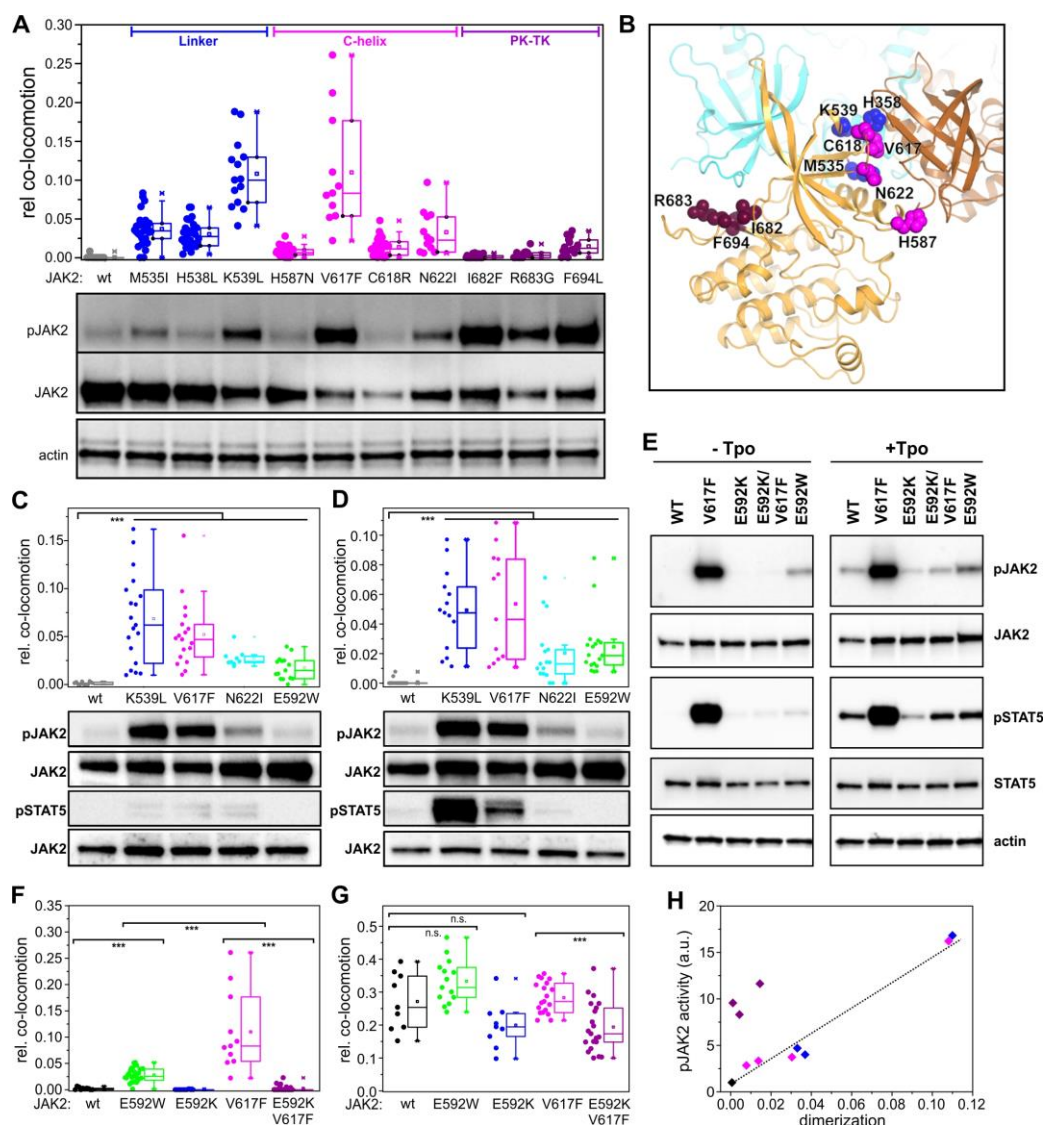 A
Linker C-helix PK-TK
rel co-locomotion
0.30
0.25
0.20
0.15
0.10
0.05
0.00
JAK2: wt M535I H538L K539L H587N V617F C618R N622I I682F R683G F694L
pJAK2
JAK2
actin
B
K539 H358
C618 V617
M535
N622
R683 I682
F694 H587
C
***
rel. co-locomotion
0.15
0.10
0.05
0.00
wt K539L V617F N622I E592W
pJAK2
JAK2
pSTAT5
JAK2
D
***
rel. co-locomotion
0.10
0.08
0.06
0.04
0.02
0.00
wt K539L V617F N622I E592W
pJAK2
JAK2
pSTAT5
JAK2
E
- Tpo +Tpo
WT V617F E592K E592K/ V617F E592W WT V617F E592K E592K/ V617F E592W
pJAK2
JAK2
pSTAT5
STAT5
actin
F
*** *** ***
rel. co-locomotion
0.35
0.30
0.25
0.20
0.15
0.10
0.05
0.00
JAK2: wt E592W E592K V617F E592K
V617F
G
n.s.
n.s. ***
rel. co-locomotion
0.5
0.4
0.3
0.2
0.1
0.0
JAK2: wt E592W E592K V617F E592K
V617F
H
pJAK2 activity (a.u.)
20
15
10
5
0
0.00 0.02 0.04 0.06 0.08 0.10 0.12
dimerization